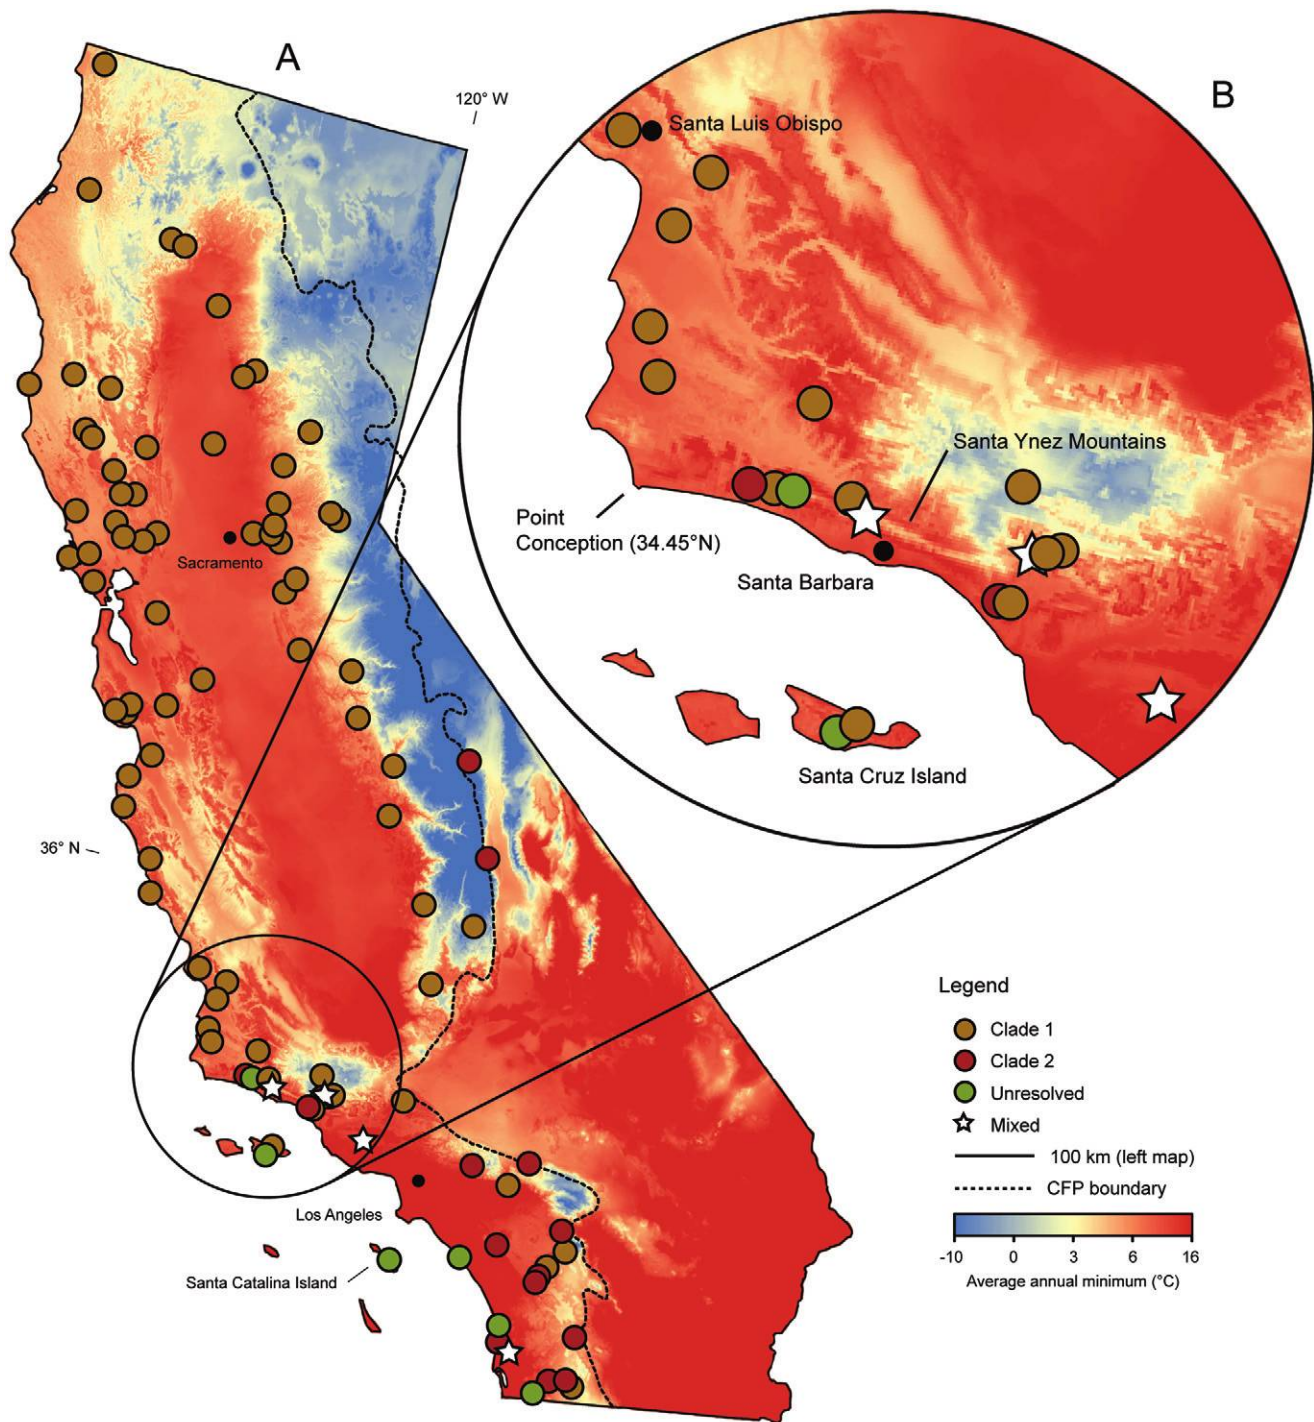 A
120° W
B
Santa Luis Obispo
Santa Ynez Mountains
Point
Conception (34.45°N)
Sacramento
Santa Barbara
Santa Cruz Island
36° N
Legend
Clade 1
Clade 2
Unresolved
Mixed
100 km (left map)
CFP boundary
-10 0 3 6 16
Average annual minimum (°C)
Los Angeles
Santa Catalina Island